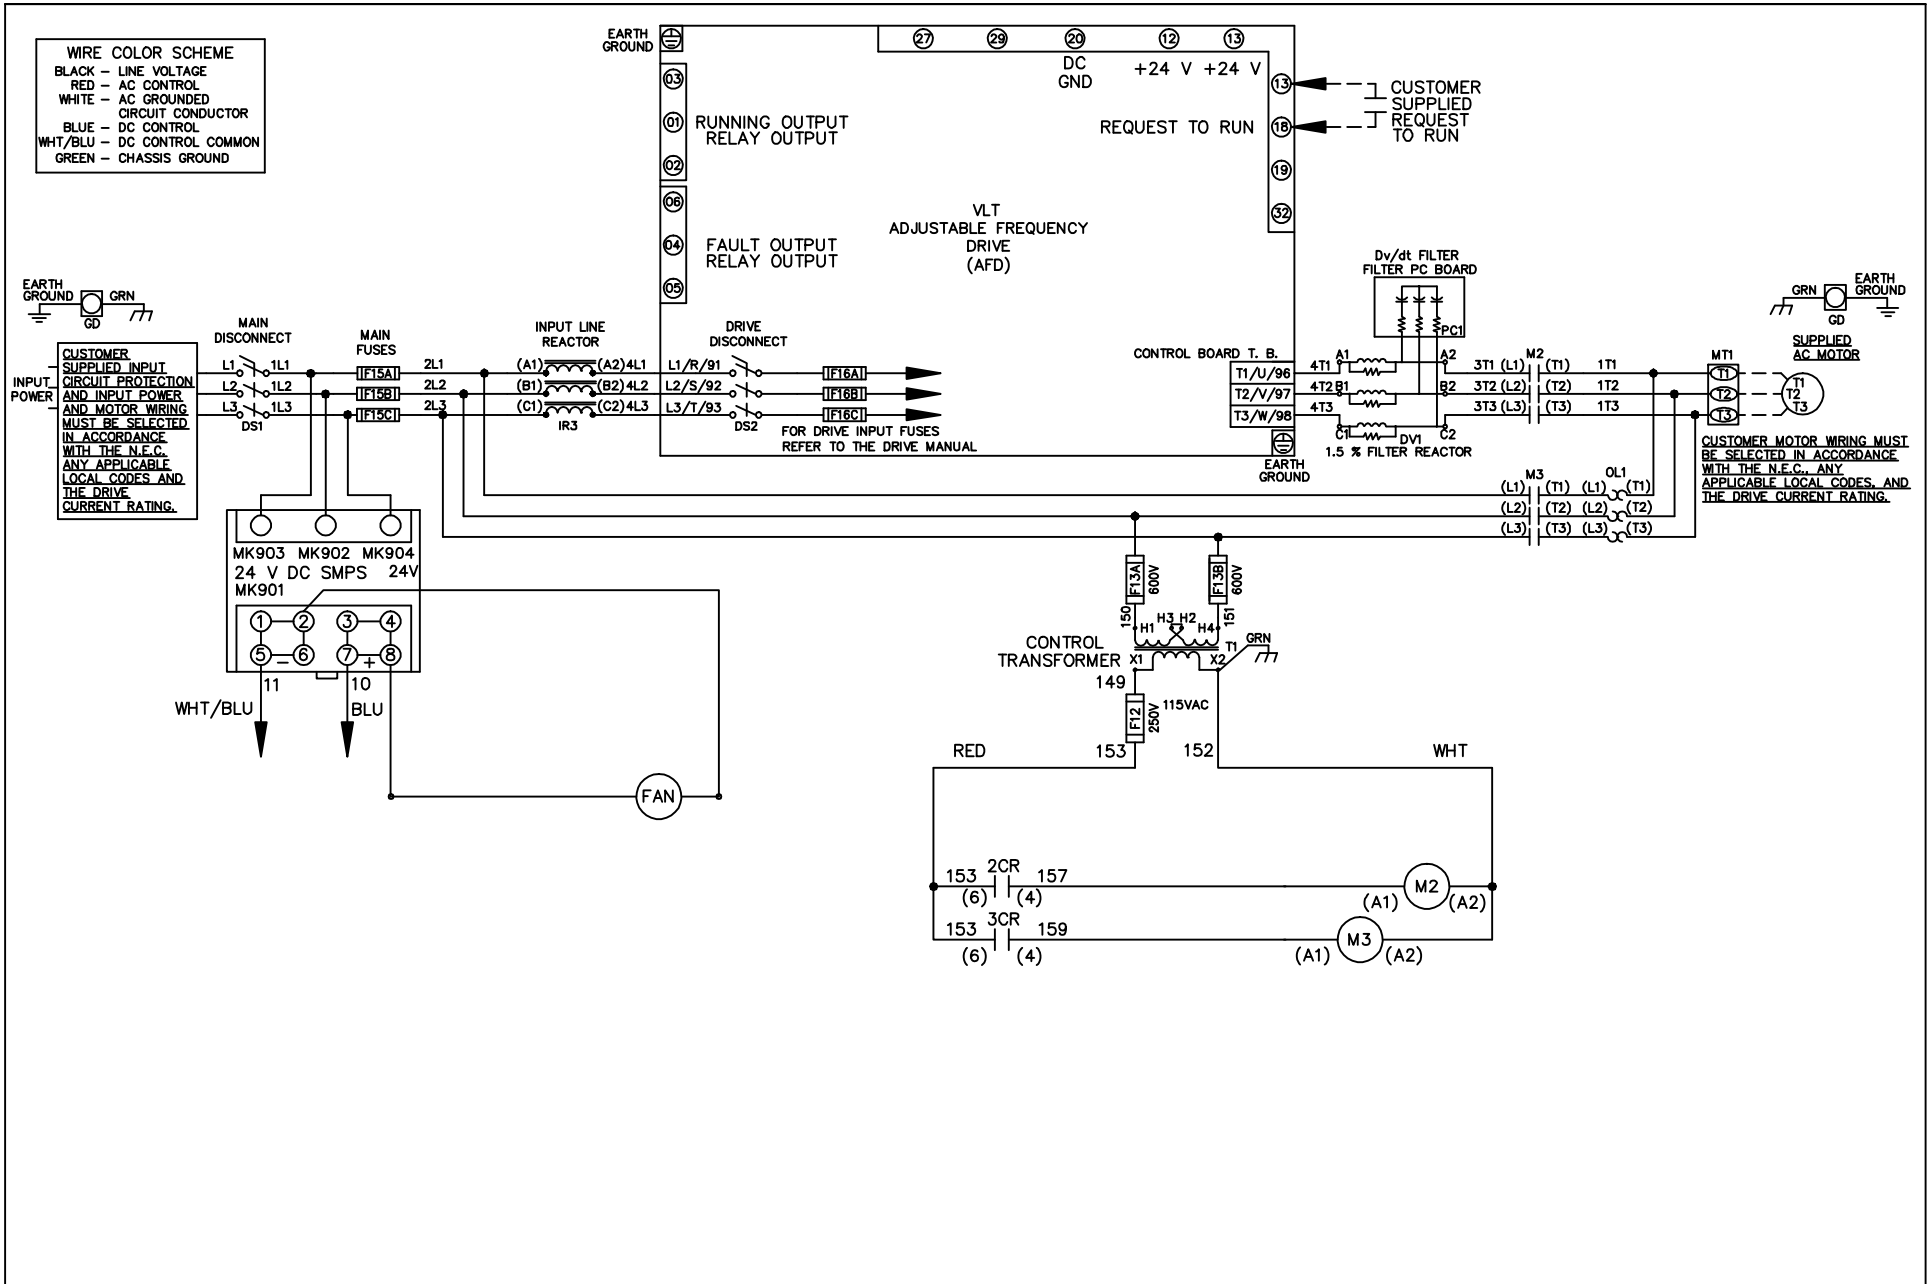 WIRE COLOR SCHEME
BLACK – LINE VOLTAGE
RED – AC CONTROL
WHITE – AC GROUNDED
CIRCUIT CONDUCTOR
BLUE – DC CONTROL
WHT/BLU – DC CONTROL COMMON
GREEN – CHASSIS GROUND
EARTH
GROUND
27 29 20 12 13
DC
GND
+24 V +24 V
03
01
02
RUNNING OUTPUT
RELAY OUTPUT
06
04
05
FAULT OUTPUT
RELAY OUTPUT
VLT
ADJUSTABLE FREQUENCY
DRIVE
(AFD)
REQUEST TO RUN
13
18
19
32
CUSTOMER
SUPPLIED
REQUEST
TO RUN
EARTH
GROUND
GRN
GD
INPUT
POWER
CUSTOMER
SUPPLIED INPUT
CIRCUIT PROTECTION
AND INPUT POWER
AND MOTOR WIRING
MUST BE SELECTED
IN ACCORDANCE
WITH THE N.E.C.
ANY APPLICABLE
LOCAL CODES AND
THE DRIVE
CURRENT RATING.
MAIN
DISCONNECT
L1 1L1
L2 1L2
L3 1L3
DS1
MAIN
FUSES
F15A
F15B
F15C
2L1
2L2
2L3
INPUT LINE
REACTOR
(A1) (A2) 4L1
(B1) (B2) 4L2
(C1) (C2) 4L3
IR3
DRIVE
DISCONNECT
L1/R/91
L2/S/92
L3/T/93
DS2
F16A
F16B
F16C
FOR DRIVE INPUT FUSES
REFER TO THE DRIVE MANUAL
CONTROL BOARD T. B.
T1/U/96
T2/V/97
T3/W/98
EARTH
GROUND
Dv/dt FILTER
FILTER PC BOARD
PC1
4T1 A1 A2
4T2 B1 B2
4T3 C1 C2
DV1
1.5 % FILTER REACTOR
M2
3T1 (L1) (T1) 1T1
3T2 (L2) (T2) 1T2
3T3 (L3) (T3) 1T3
MT1
T1
T2
T3
GRN
EARTH
GROUND
GD
SUPPLIED
AC MOTOR
T1
T2
T3
CUSTOMER MOTOR WIRING MUST
BE SELECTED IN ACCORDANCE
WITH THE N.E.C., ANY
APPLICABLE LOCAL CODES, AND
THE DRIVE CURRENT RATING.
M3 OL1
(L1) (T1) (L1) (T1)
(L2) (T2) (L2) (T2)
(L3) (T3) (L3) (T3)
MK903 MK902 MK904
24 V DC SMPS 24V
MK901
1 2 3 4
5 – 6 7 + 8
11 10
WHT/BLU BLU
FAN
F13A
600V
F13B
600V
150
151
H1 H3 H2 H4
CONTROL
TRANSFORMER
X1 X2
T1
GRN
149
F12
250V
115VAC
RED 153 152 WHT
153 2CR 157
(6) (4)
M2
(A1) (A2)
153 3CR 159
(6) (4)
M3
(A1) (A2)